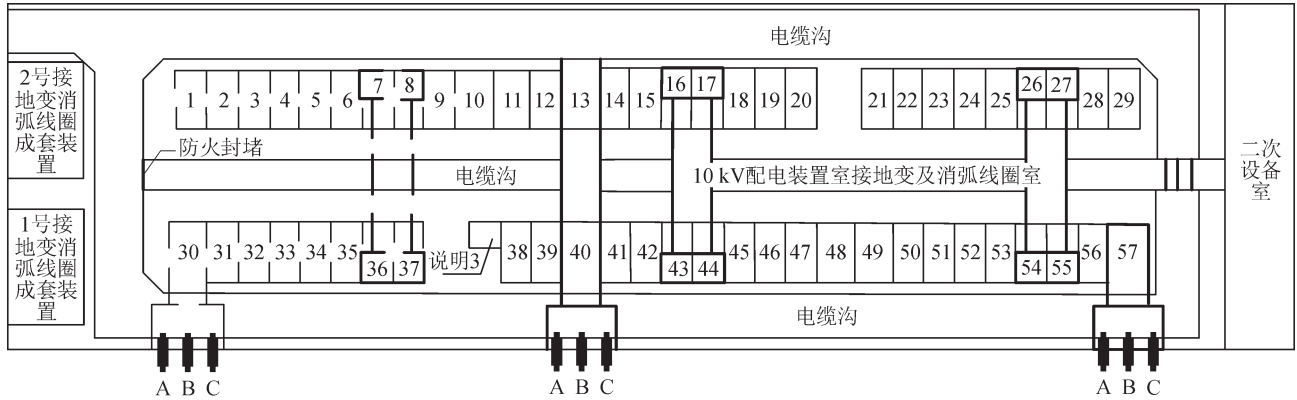 电缆沟
2号接
地变消
弧线圈
成套装
置
1 2 3 4 5 6 7 8 9 10 11 12 13 14 15 16 17 18 19 20 21 22 23 24 25 26 27 28 29
防火封堵
电缆沟
10 kV配电装置室接地变及消弧线圈室
二次
设备
室
1号接
地变消
弧线圈
成套装
置
30 31 32 33 34 35 36 37 说明3 38 39 40 41 42 43 44 45 46 47 48 49 50 51 52 53 54 55 56 57
电缆沟
A B C A B C A B C